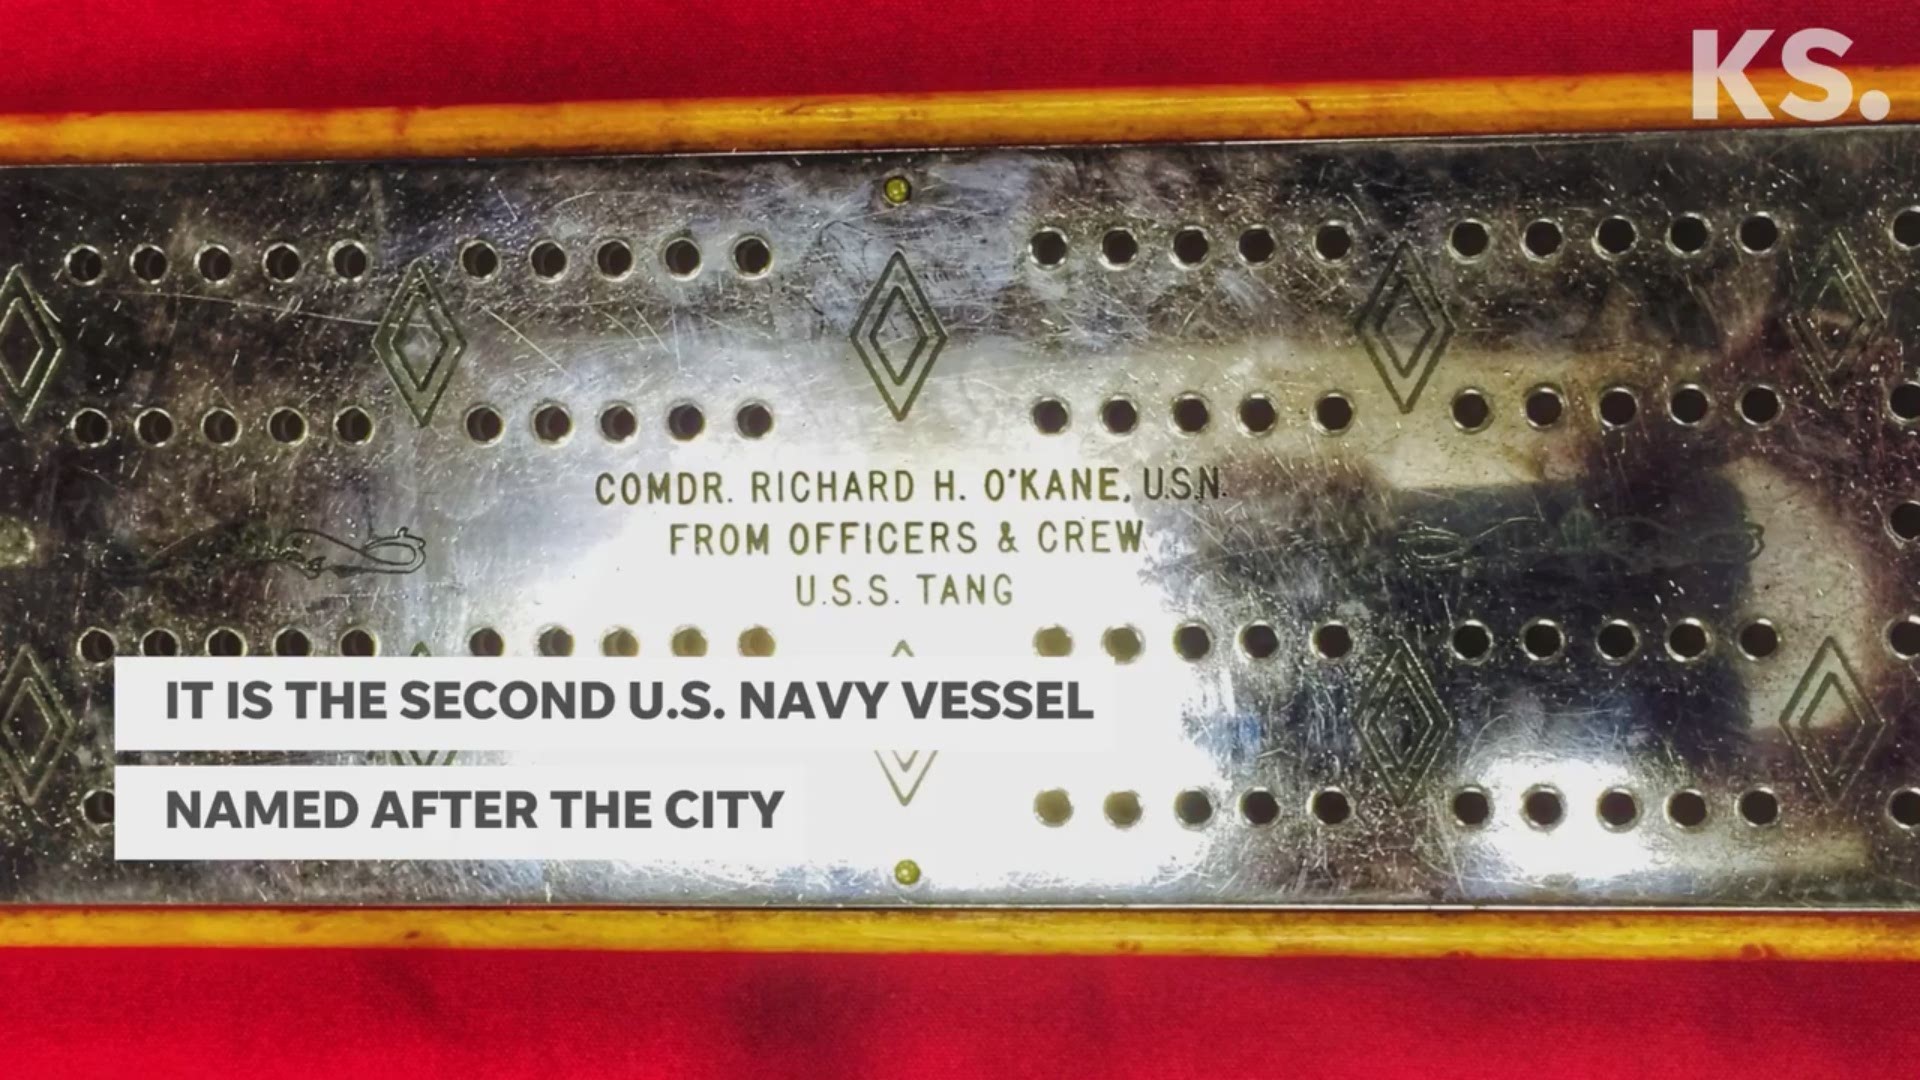 KS.
COMDR. RICHARD H. O'KANE, U.S.N.
FROM OFFICERS & CREW
U.S.S. TANG
IT IS THE SECOND U.S. NAVY VESSEL
NAMED AFTER THE CITY